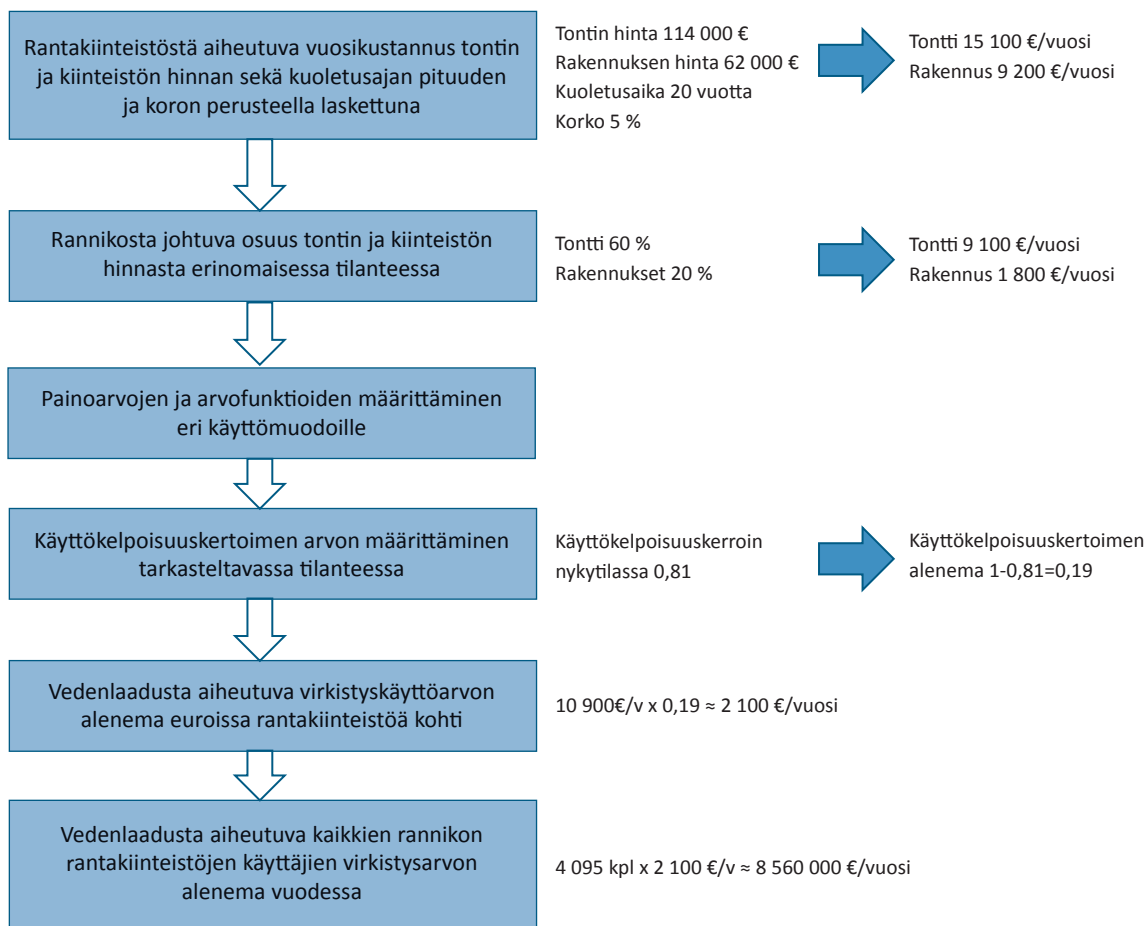 Rantakiinteistöstä aiheutuva vuosikustannus tontin
ja kiinteistön hinnan sekä kuoletusajan pituuden
ja koron perusteella laskettuna
Tontin hinta 114 000 €
Rakennuksen hinta 62 000 €
Kuoletusaika 20 vuotta
Korko 5 %
Tontti 15 100 €/vuosi
Rakennus 9 200 €/vuosi
Rannikosta johtuva osuus tontin ja kiinteistön
hinnasta erinomaisessa tilanteessa
Tontti 60 %
Rakennukset 20 %
Tontti 9 100 €/vuosi
Rakennus 1 800 €/vuosi
Painoarvojen ja arvofunktioiden määrittäminen
eri käyttömuodoille
Käyttökelpoisuuskertoimen arvon määrittäminen
tarkasteltavassa tilanteessa
Käyttökelpoisuuskerroin
nykytilassa 0,81
Käyttökelpoisuuskertoimen
alenema 1-0,81=0,19
Vedenlaadusta aiheutuva virkistyskäyttöarvon
alenema euroissa rantakiinteistöä kohti
10 900€/v x 0,19 ≈ 2 100 €/vuosi
Vedenlaadusta aiheutuva kaikkien rannikon
rantakiinteistöjen käyttäjien virkistysarvon
alenema vuodessa
4 095 kpl x 2 100 €/v ≈ 8 560 000 €/vuosi